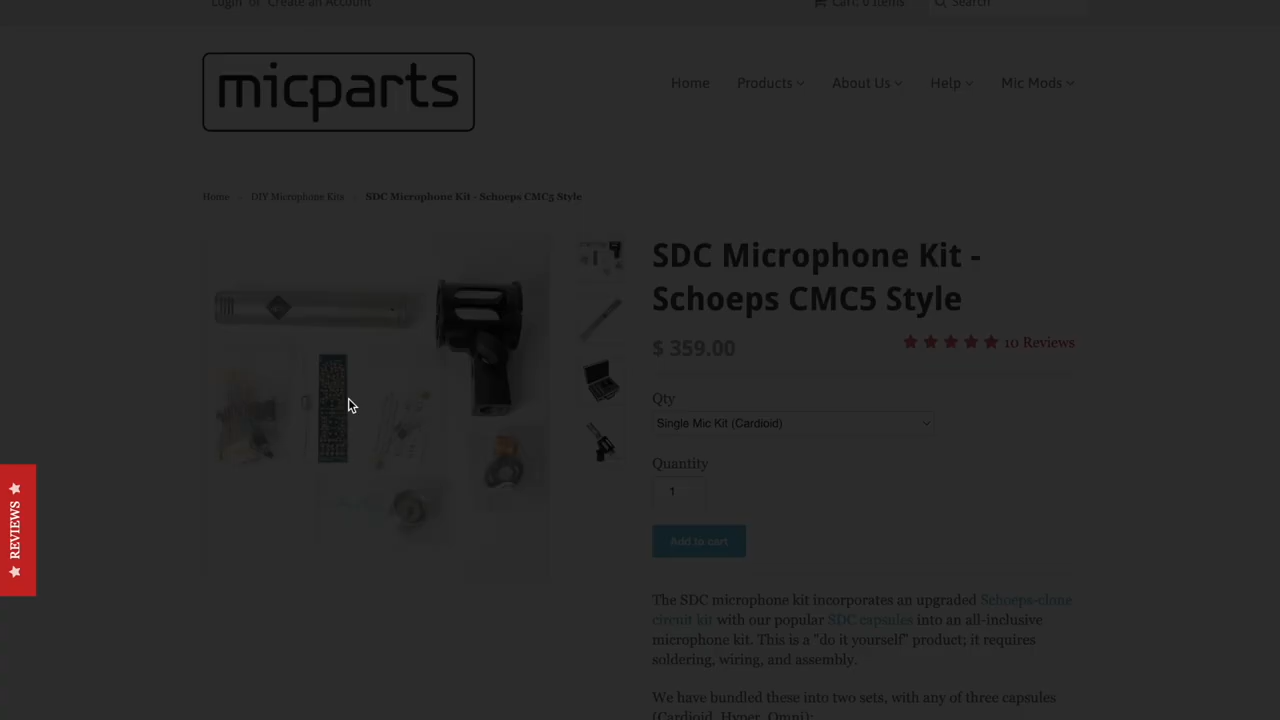 Login or Create an Account
Cart: 0 Items
Search
micparts
Home Products About Us Help Mic Mods
Home DIY Microphone Kits SDC Microphone Kit - Schoeps CMC5 Style
SDC Microphone Kit -
Schoeps CMC5 Style
$ 359.00
10 Reviews
Qty
Single Mic Kit (Cardioid)
Quantity
1
Add to cart
The SDC microphone kit incorporates an upgraded Schoeps-clone
circuit kit with our popular SDC capsules into an all-inclusive
microphone kit. This is a "do it yourself" product; it requires
soldering, wiring, and assembly.
We have bundled these into two sets, with any of three capsules
(Cardioid, Hyper, Omni):
★ REVIEWS ★